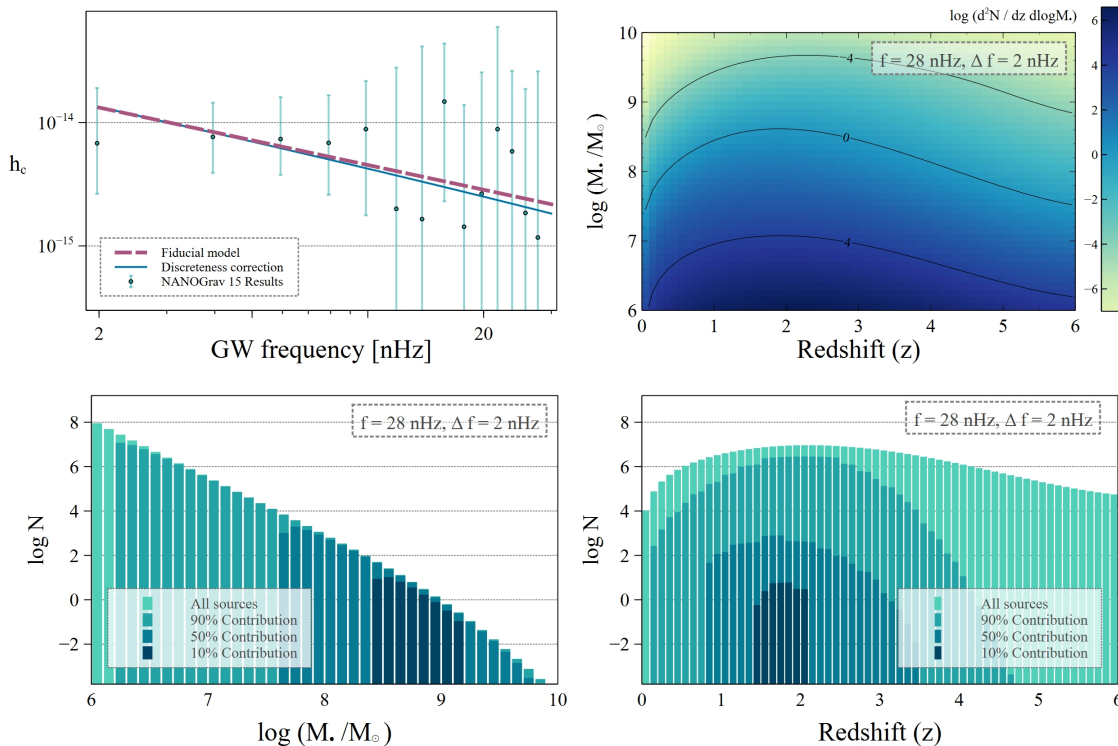 10⁻¹⁴
h_c
10⁻¹⁵
Fiducial model
Discreteness correction
NANOGrav 15 Results
2
20
GW frequency [nHz]
log (d²N / dz dlogM•)
10
9
8
7
6
log (M• /M☉)
f = 28 nHz, Δ f = 2 nHz
4
0
4
0 1 2 3 4 5 6
Redshift (z)
6
4
2
0
−2
−4
−6
8
6
4
2
0
−2
log N
f = 28 nHz, Δ f = 2 nHz
All sources
90% Contribution
50% Contribution
10% Contribution
6 7 8 9 10
log (M• /M☉)
8
6
4
2
0
−2
log N
f = 28 nHz, Δ f = 2 nHz
All sources
90% Contribution
50% Contribution
10% Contribution
0 1 2 3 4 5 6
Redshift (z)